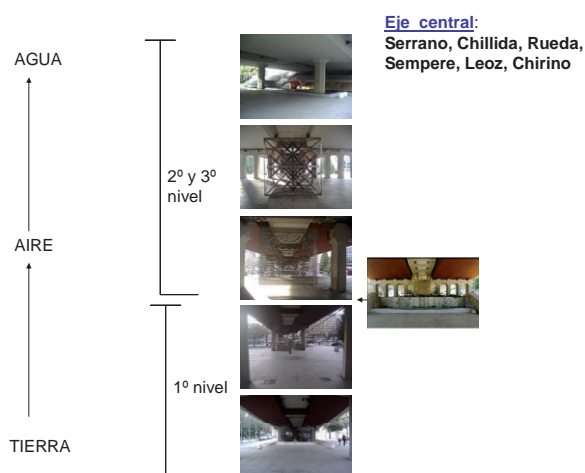 Eje central:
Serrano, Chillida, Rueda,
Sempere, Leoz, Chirino
AGUA
2º y 3º
nivel
AIRE
1º nivel
TIERRA